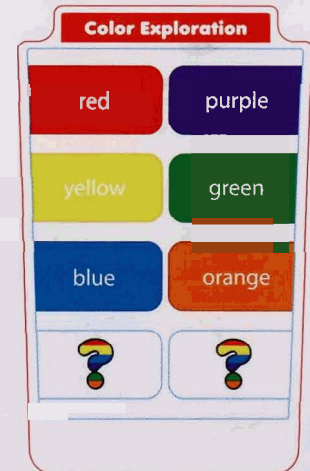 Color Exploration
red purple
yellow green
blue orange
? ?